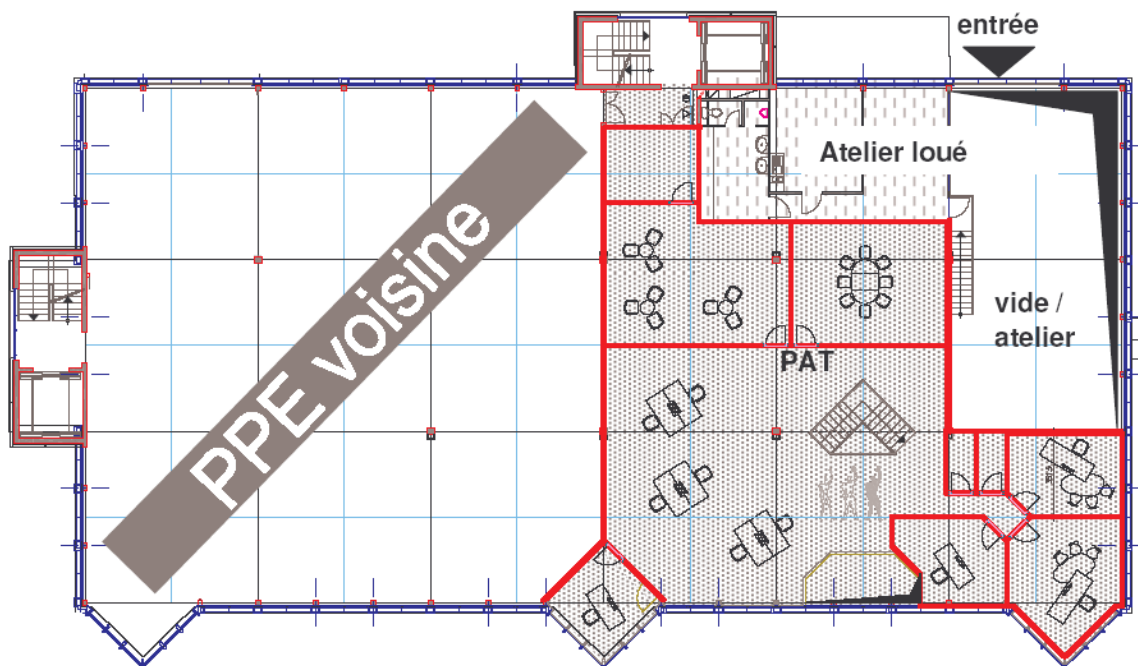 entrée
Atelier loué
PPE voisine
vide /
atelier
PAT